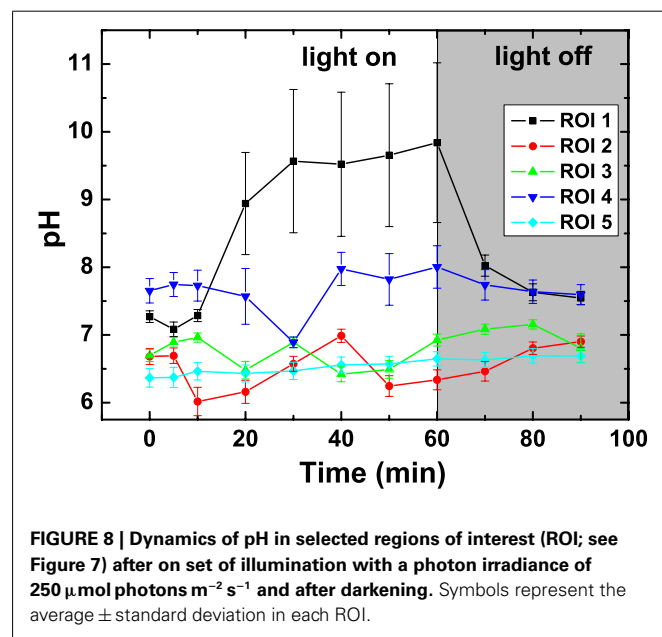 light on
light off
11
10
9
8
7
6
pH
ROI 1
ROI 2
ROI 3
ROI 4
ROI 5
0
20
40
60
80
100
Time (min)
FIGURE 8 | Dynamics of pH in selected regions of interest (ROI; see
Figure 7) after on set of illumination with a photon irradiance of
250 μmol photons m⁻² s⁻¹ and after darkening. Symbols represent the
average ± standard deviation in each ROI.